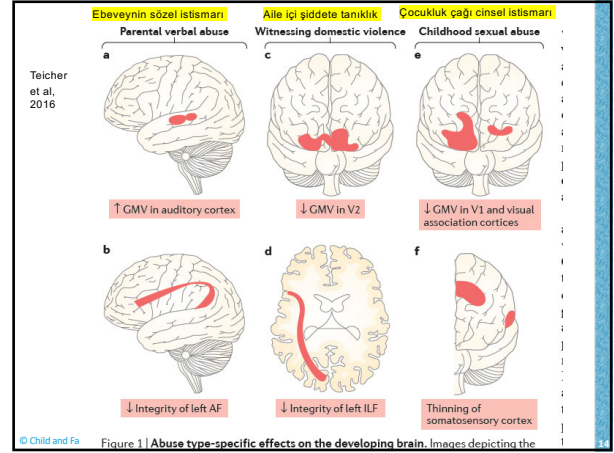 Ebeveynin sözel istismarı
Aile içi şiddete tanıklık
Çocukluk çağı cinsel istismarı
Parental verbal abuse
Witnessing domestic violence
Childhood sexual abuse
Teicher
et al,
2016
a
c
e
↑ GMV in auditory cortex
↓ GMV in V2
↓ GMV in V1 and visual
association cortices
b
d
f
↓ Integrity of left AF
↓ Integrity of left ILF
Thinning of
somatosensory cortex
© Child and Fa
Figure 1 | Abuse type-specific effects on the developing brain. Images depicting the
14